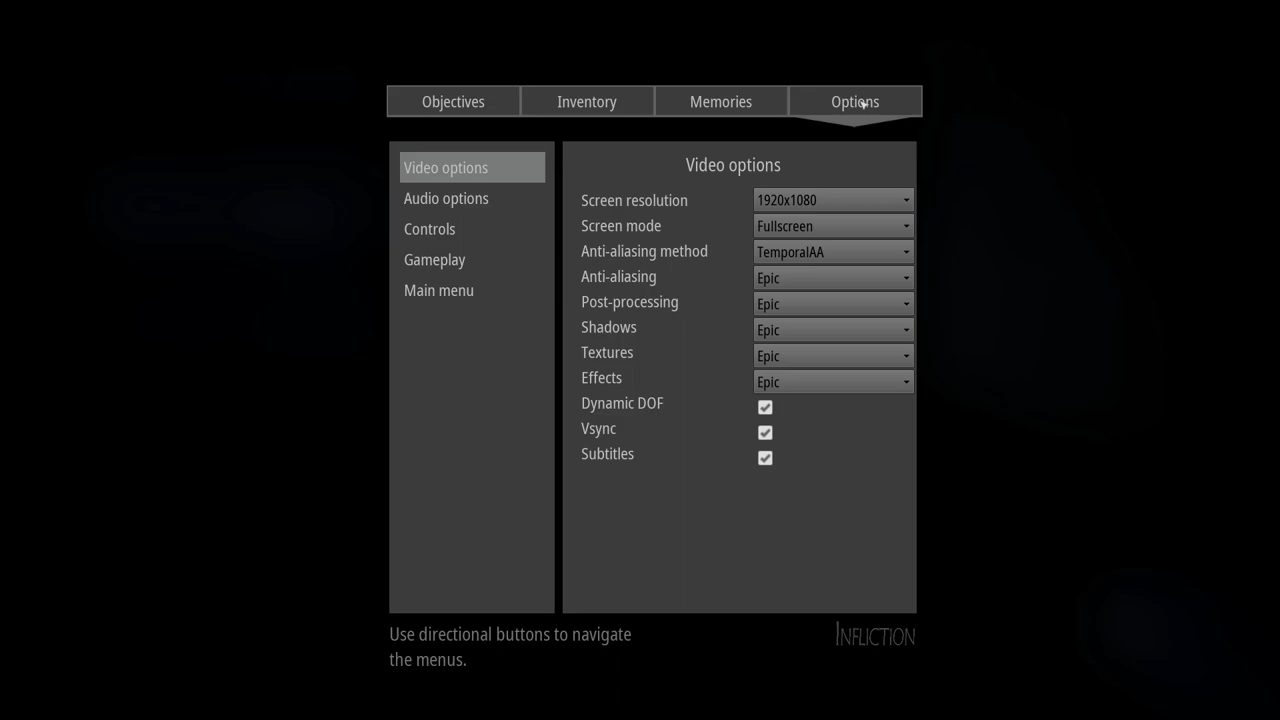 Objectives Inventory Memories Options
Video options
Audio options
Controls
Gameplay
Main menu
Video options
Screen resolution 1920x1080
Screen mode Fullscreen
Anti-aliasing method TemporalAA
Anti-aliasing Epic
Post-processing Epic
Shadows Epic
Textures Epic
Effects Epic
Dynamic DOF
Vsync
Subtitles
Use directional buttons to navigate
the menus.
INFLICTION